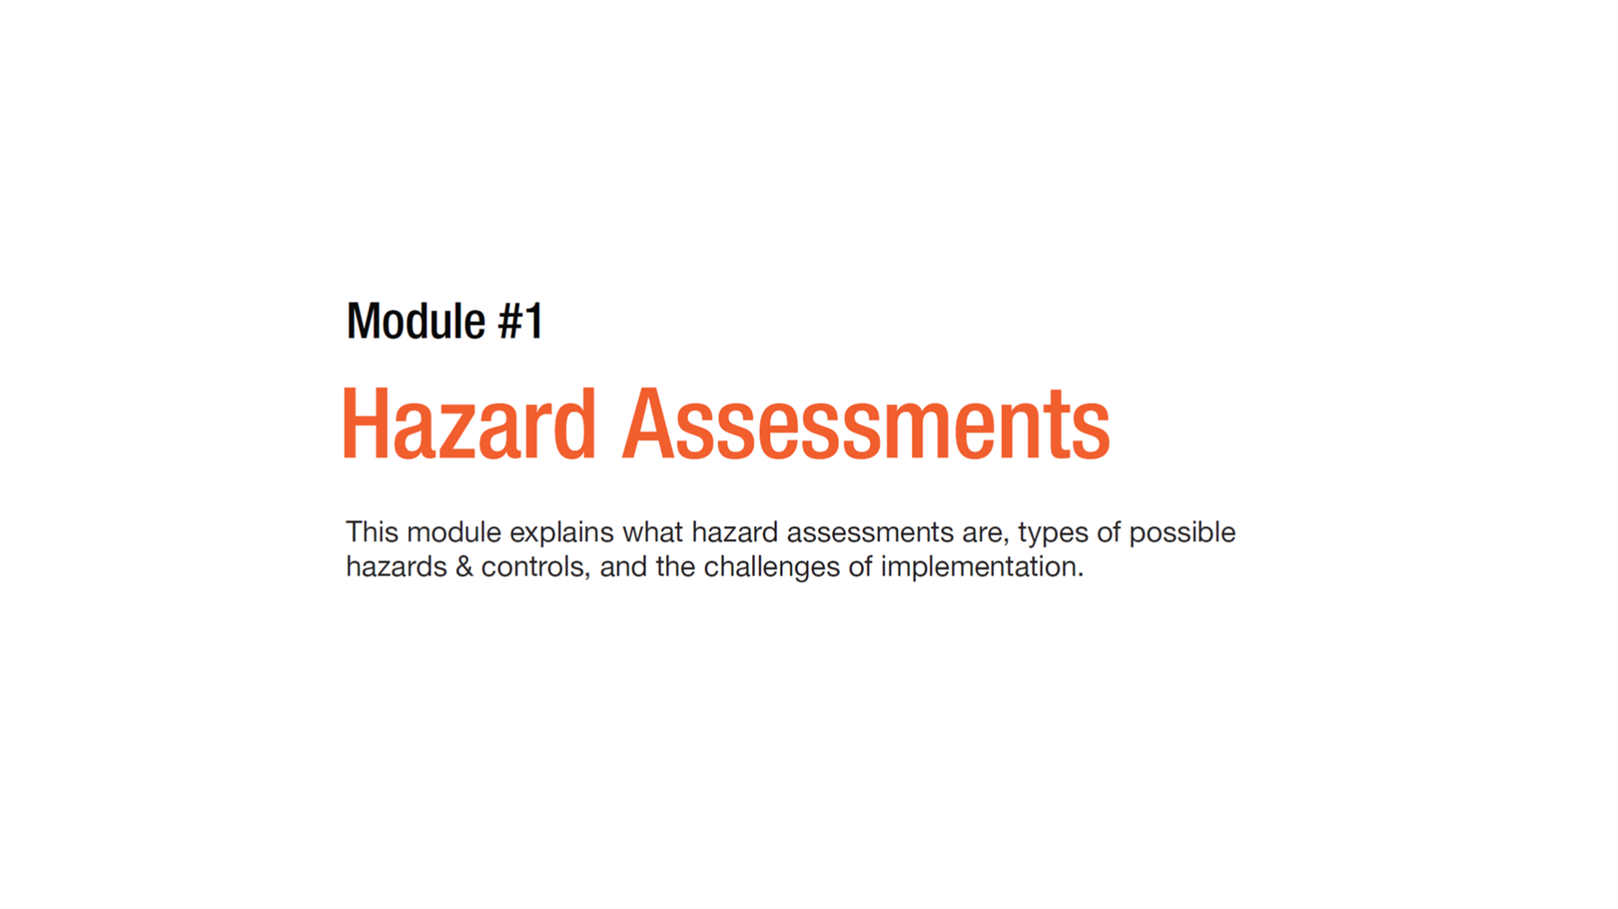 Module #1
Hazard Assessments
This module explains what hazard assessments are, types of possible
hazards & controls, and the challenges of implementation.